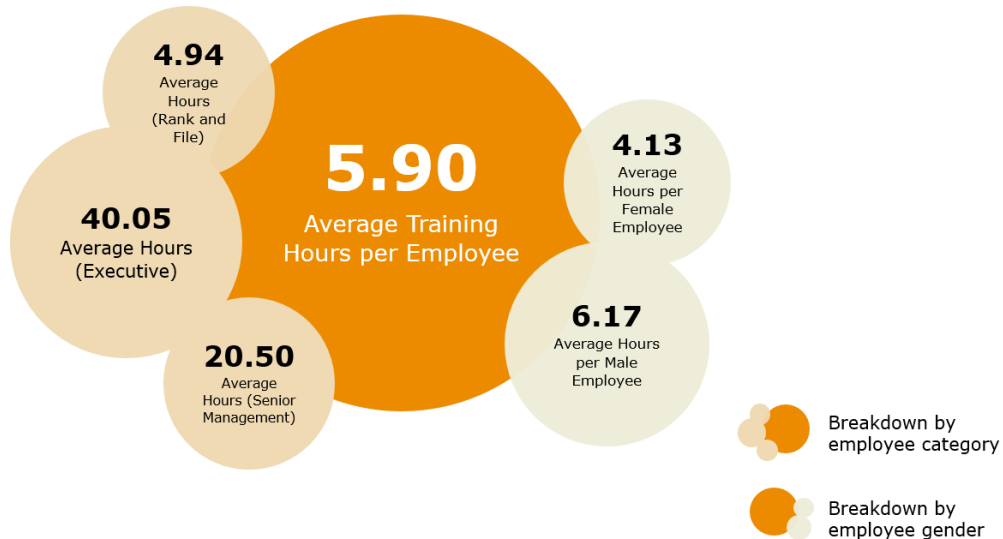 4.94
Average
Hours
(Rank and
File)
40.05
Average Hours
(Executive)
20.50
Average
Hours (Senior
Management)
5.90
Average Training
Hours per Employee
4.13
Average
Hours per
Female
Employee
6.17
Average Hours
per Male
Employee
Breakdown by
employee category
Breakdown by
employee gender